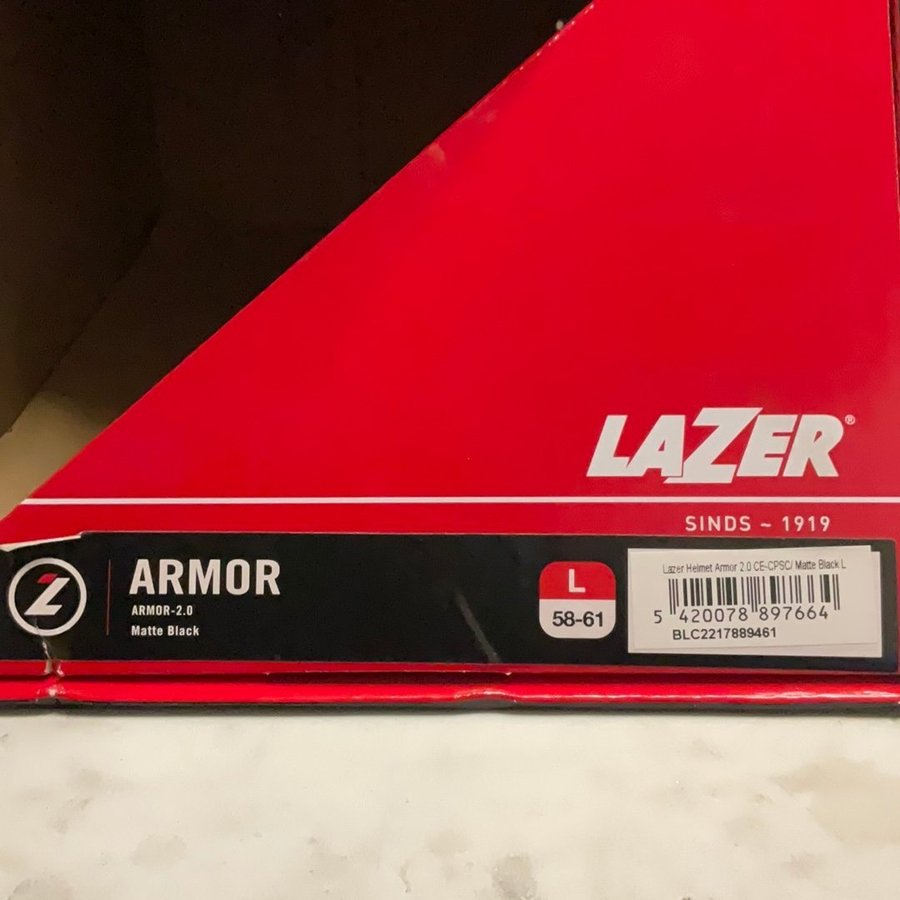 LAZER®
SINDS ~ 1919
Z
ARMOR
ARMOR-2.0
Matte Black
L
58-61
Lazer Helmet Armor 2.0 CE-CPSC/ Matte Black L
5 420078 897664
BLC2217889461